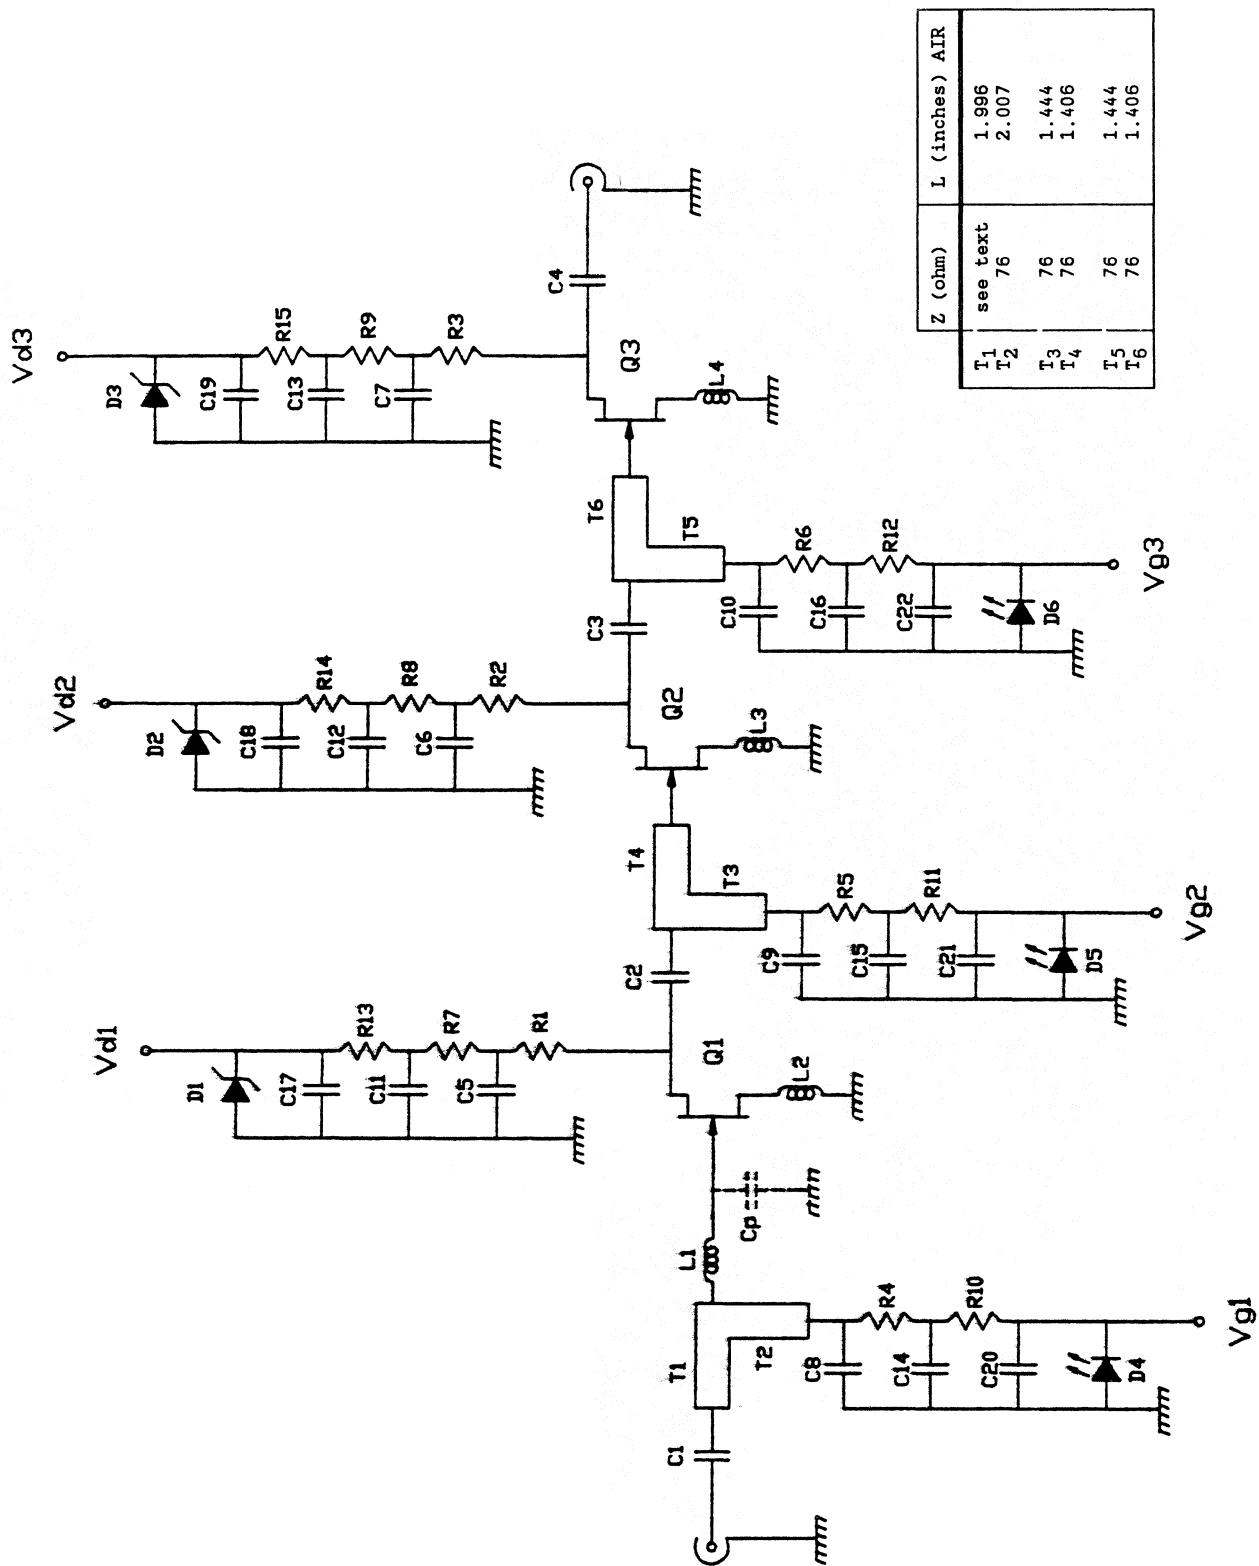 Vd3
D3
C19
R15
C13
R9
C7
R3
C4
Q3
L4
T6
T5
C3
C10
R6
C16
R12
C22
D6
Vg3
Vd2
D2
C18
R14
C12
R8
C6
R2
Q2
L3
T4
T3
C2
C9
R5
C15
R11
C21
D5
Vg2
Vd1
D1
C17
R13
C11
R7
C5
R1
Q1
L2
Cp
L1
T1
T2
C1
C8
R4
C14
R10
C20
D4
Vg1
Z (ohm) L (inches) AIR
T1 see text 1.996
T2 76 2.007
T3 76 1.444
T4 76 1.406
T5 76 1.444
T6 76 1.406